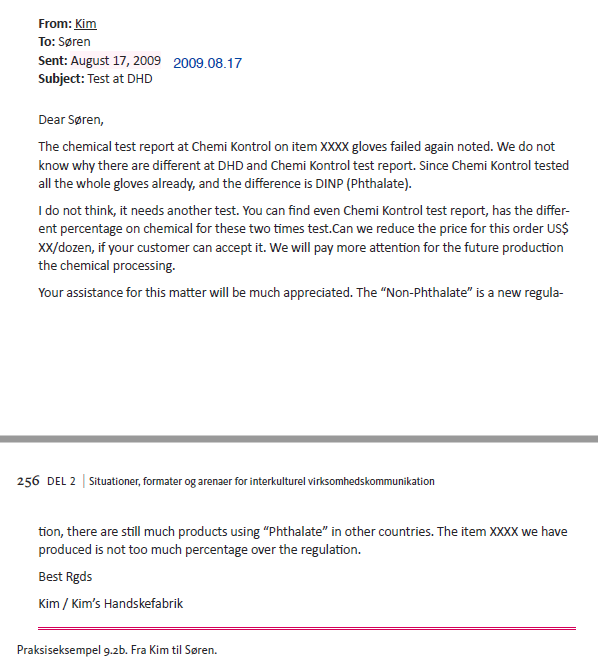 From: Kim
To: Søren
Sent: August 17, 2009 2009.08.17
Subject: Test at DHD
Dear Søren,
The chemical test report at Chemi Kontrol on item XXXX gloves failed again noted. We do not
know why there are different at DHD and Chemi Kontrol test report. Since Chemi Kontrol tested
all the whole gloves already, and the difference is DINP (Phthalate).
I do not think, it needs another test. You can find even Chemi Kontrol test report, has the differ-
ent percentage on chemical for these two times test.Can we reduce the price for this order US$
XX/dozen, if your customer can accept it. We will pay more attention for the future production
the chemical processing.
Your assistance for this matter will be much appreciated. The “Non-Phthalate” is a new regula-
256 DEL 2 | Situationer, formater og arenaer for interkulturel virksomhedskommunikation
tion, there are still much products using “Phthalate” in other countries. The item XXXX we have
produced is not too much percentage over the regulation.
Best Rgds
Kim / Kim’s Handskefabrik
Praksiseksempel 9.2b. Fra Kim til Søren.